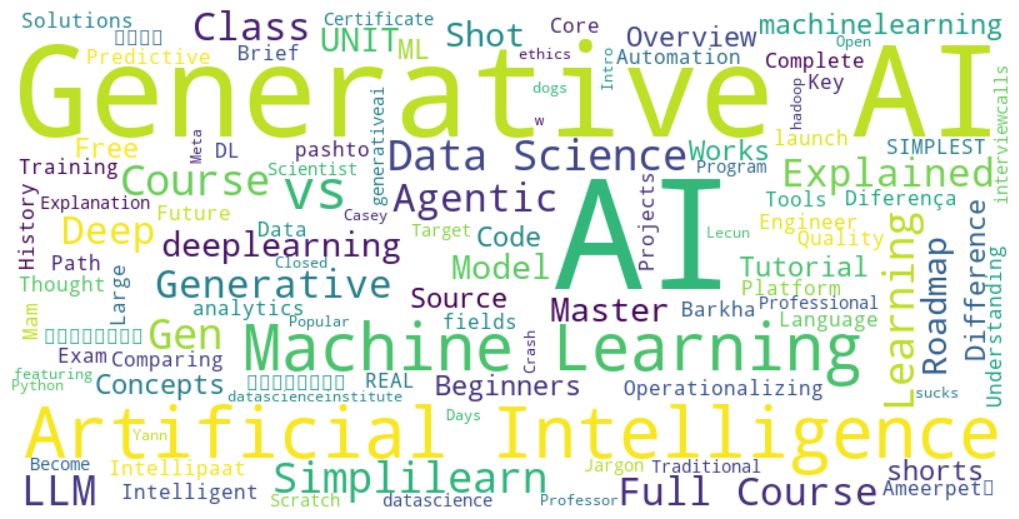 Solutions
Class
Certificate
UNIT
ML
Shot
Core
Overview
machinelearning
Predictive
Brief
ethics
Intro
Automation
Open
Complete
Key
Generative AI
dogs
w
hadoop
interviewcalls
Free
Training
Meta
DL
pashto
Scientist
generativeai
Data Science
Works
Program
launch
SIMPLEST
Explained
Course
vs
Agentic
AI
Projects
Tools
Diferença
History
Explanation
Future
Casey
Deep
deeplearning
Data
Target
Code
Lecun
Engineer
Quality
Learning
Roadmap
Difference
Understanding
Path
Closed
Model
Tutorial
Thought
Large
Generative
analytics
Source
Master
Platform
Barkha
Professional
Language
Mam
Gen
Popular
fields
Machine Learning
Crash
Exam
Comparing
featuring
Python
Concepts
REAL
Beginners
Operationalizing
sucks
datascienceinstitute
Days
Artificial Intelligence
Yann
Become
Intellipaat
Simplilearn
Jargon
Traditional
shorts
LLM
Intelligent
Scratch
datascience
Professor
Full Course
Ameerpet